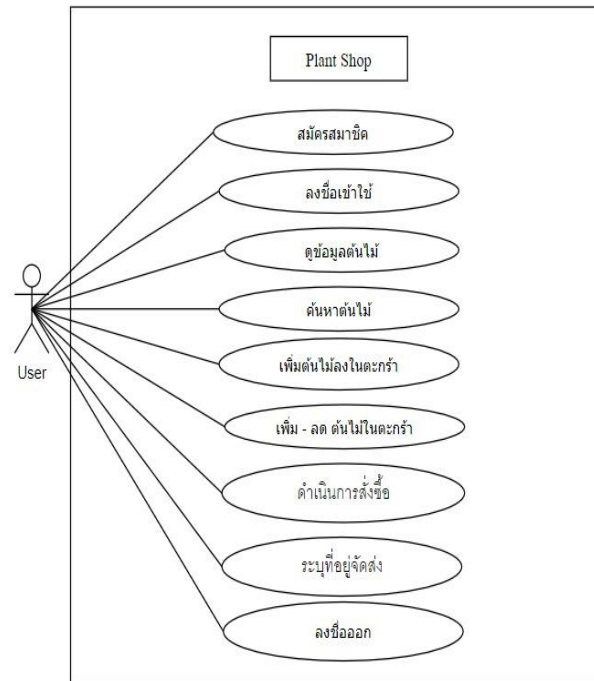 Plant Shop
สมัครสมาชิค
ลงชื่อเข้าใช้
ดูข้อมูลต้นไม้
ค้นหาต้นไม้
เพิ่มต้นไม้ลงในตะกร้า
User
เพิ่ม - ลด ต้นไม้ในตะกร้า
ดำเนินการสั่งซื้อ
ระบุที่อยู่จัดส่ง
ลงชื่อออก